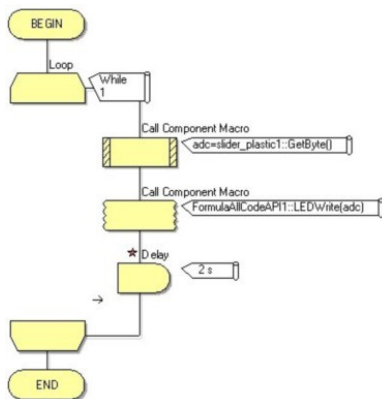 BEGIN
Loop
While
1
Call Component Macro
adc=slider_plastic1::GetByte()
Call Component Macro
FormulaAllCodeAPI1::LEDWrite(adc)
Delay
2 s
END